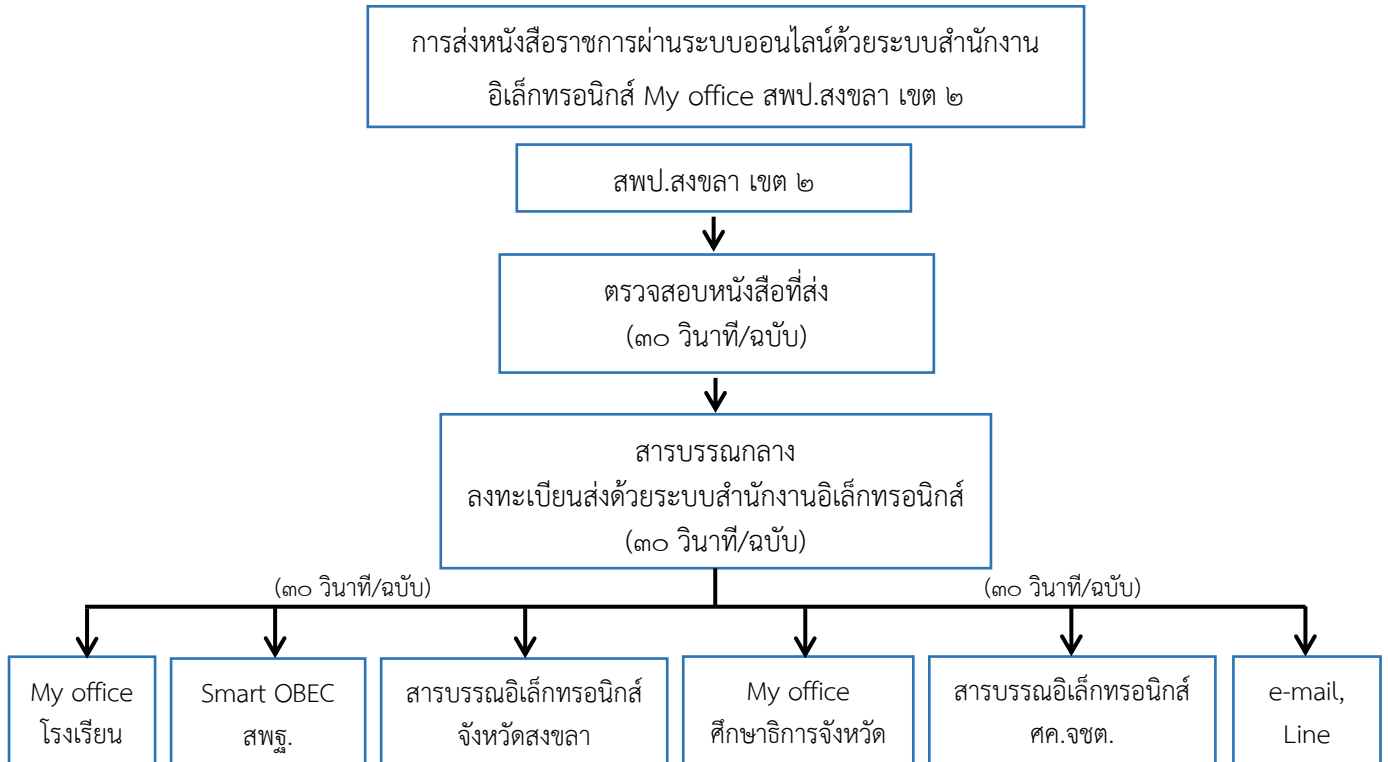 การส่งหนังสือราชการผ่านระบบออนไลน์ด้วยระบบสำนักงาน
อิเล็กทรอนิกส์ My office สพป.สงขลา เขต ๒
สพป.สงขลา เขต ๒
ตรวจสอบหนังสือที่ส่ง
(๓๐ วินาที/ฉบับ)
สารบรรณกลาง
ลงทะเบียนส่งด้วยระบบสำนักงานอิเล็กทรอนิกส์
(๓๐ วินาที/ฉบับ)
(๓๐ วินาที/ฉบับ)
(๓๐ วินาที/ฉบับ)
My office
โรงเรียน
Smart OBEC
สพฐ.
สารบรรณอิเล็กทรอนิกส์
จังหวัดสงขลา
My office
ศึกษาธิการจังหวัด
สารบรรณอิเล็กทรอนิกส์
ศค.จชต.
e-mail,
Line